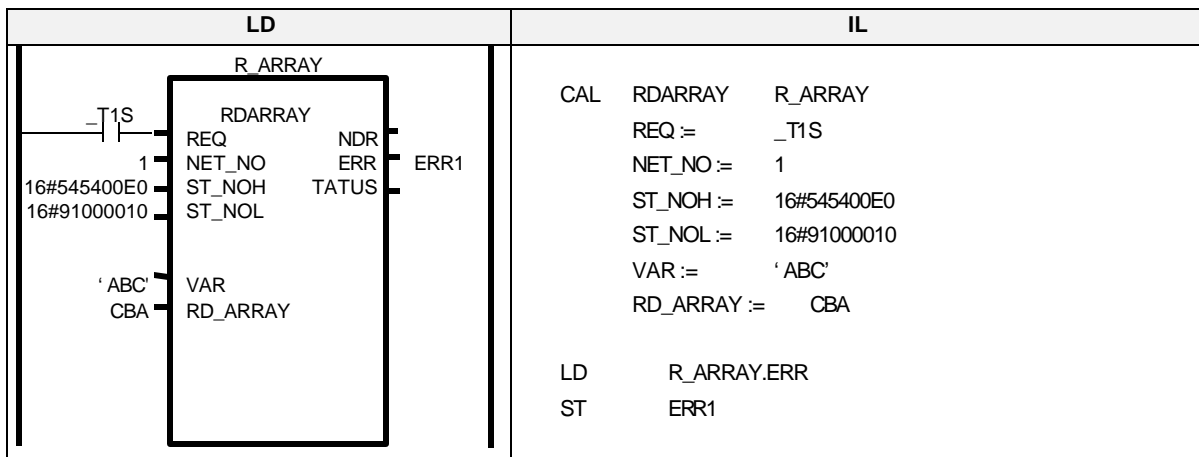 LD
IL
R_ARRAY
_T1S
RDARRAY
REQ NDR
1 NET_NO ERR ERR1
16#545400E0 ST_NOH TATUS
16#91000010 ST_NOL
‘ ABC’ VAR
CBA RD_ARRAY
CAL RDARRAY R_ARRAY
REQ := _T1S
NET_NO := 1
ST_NOH := 16#545400E0
ST_NOL := 16#91000010
VAR := ‘ ABC’
RD_ARRAY := CBA
LD R_ARRAY.ERR
ST ERR1